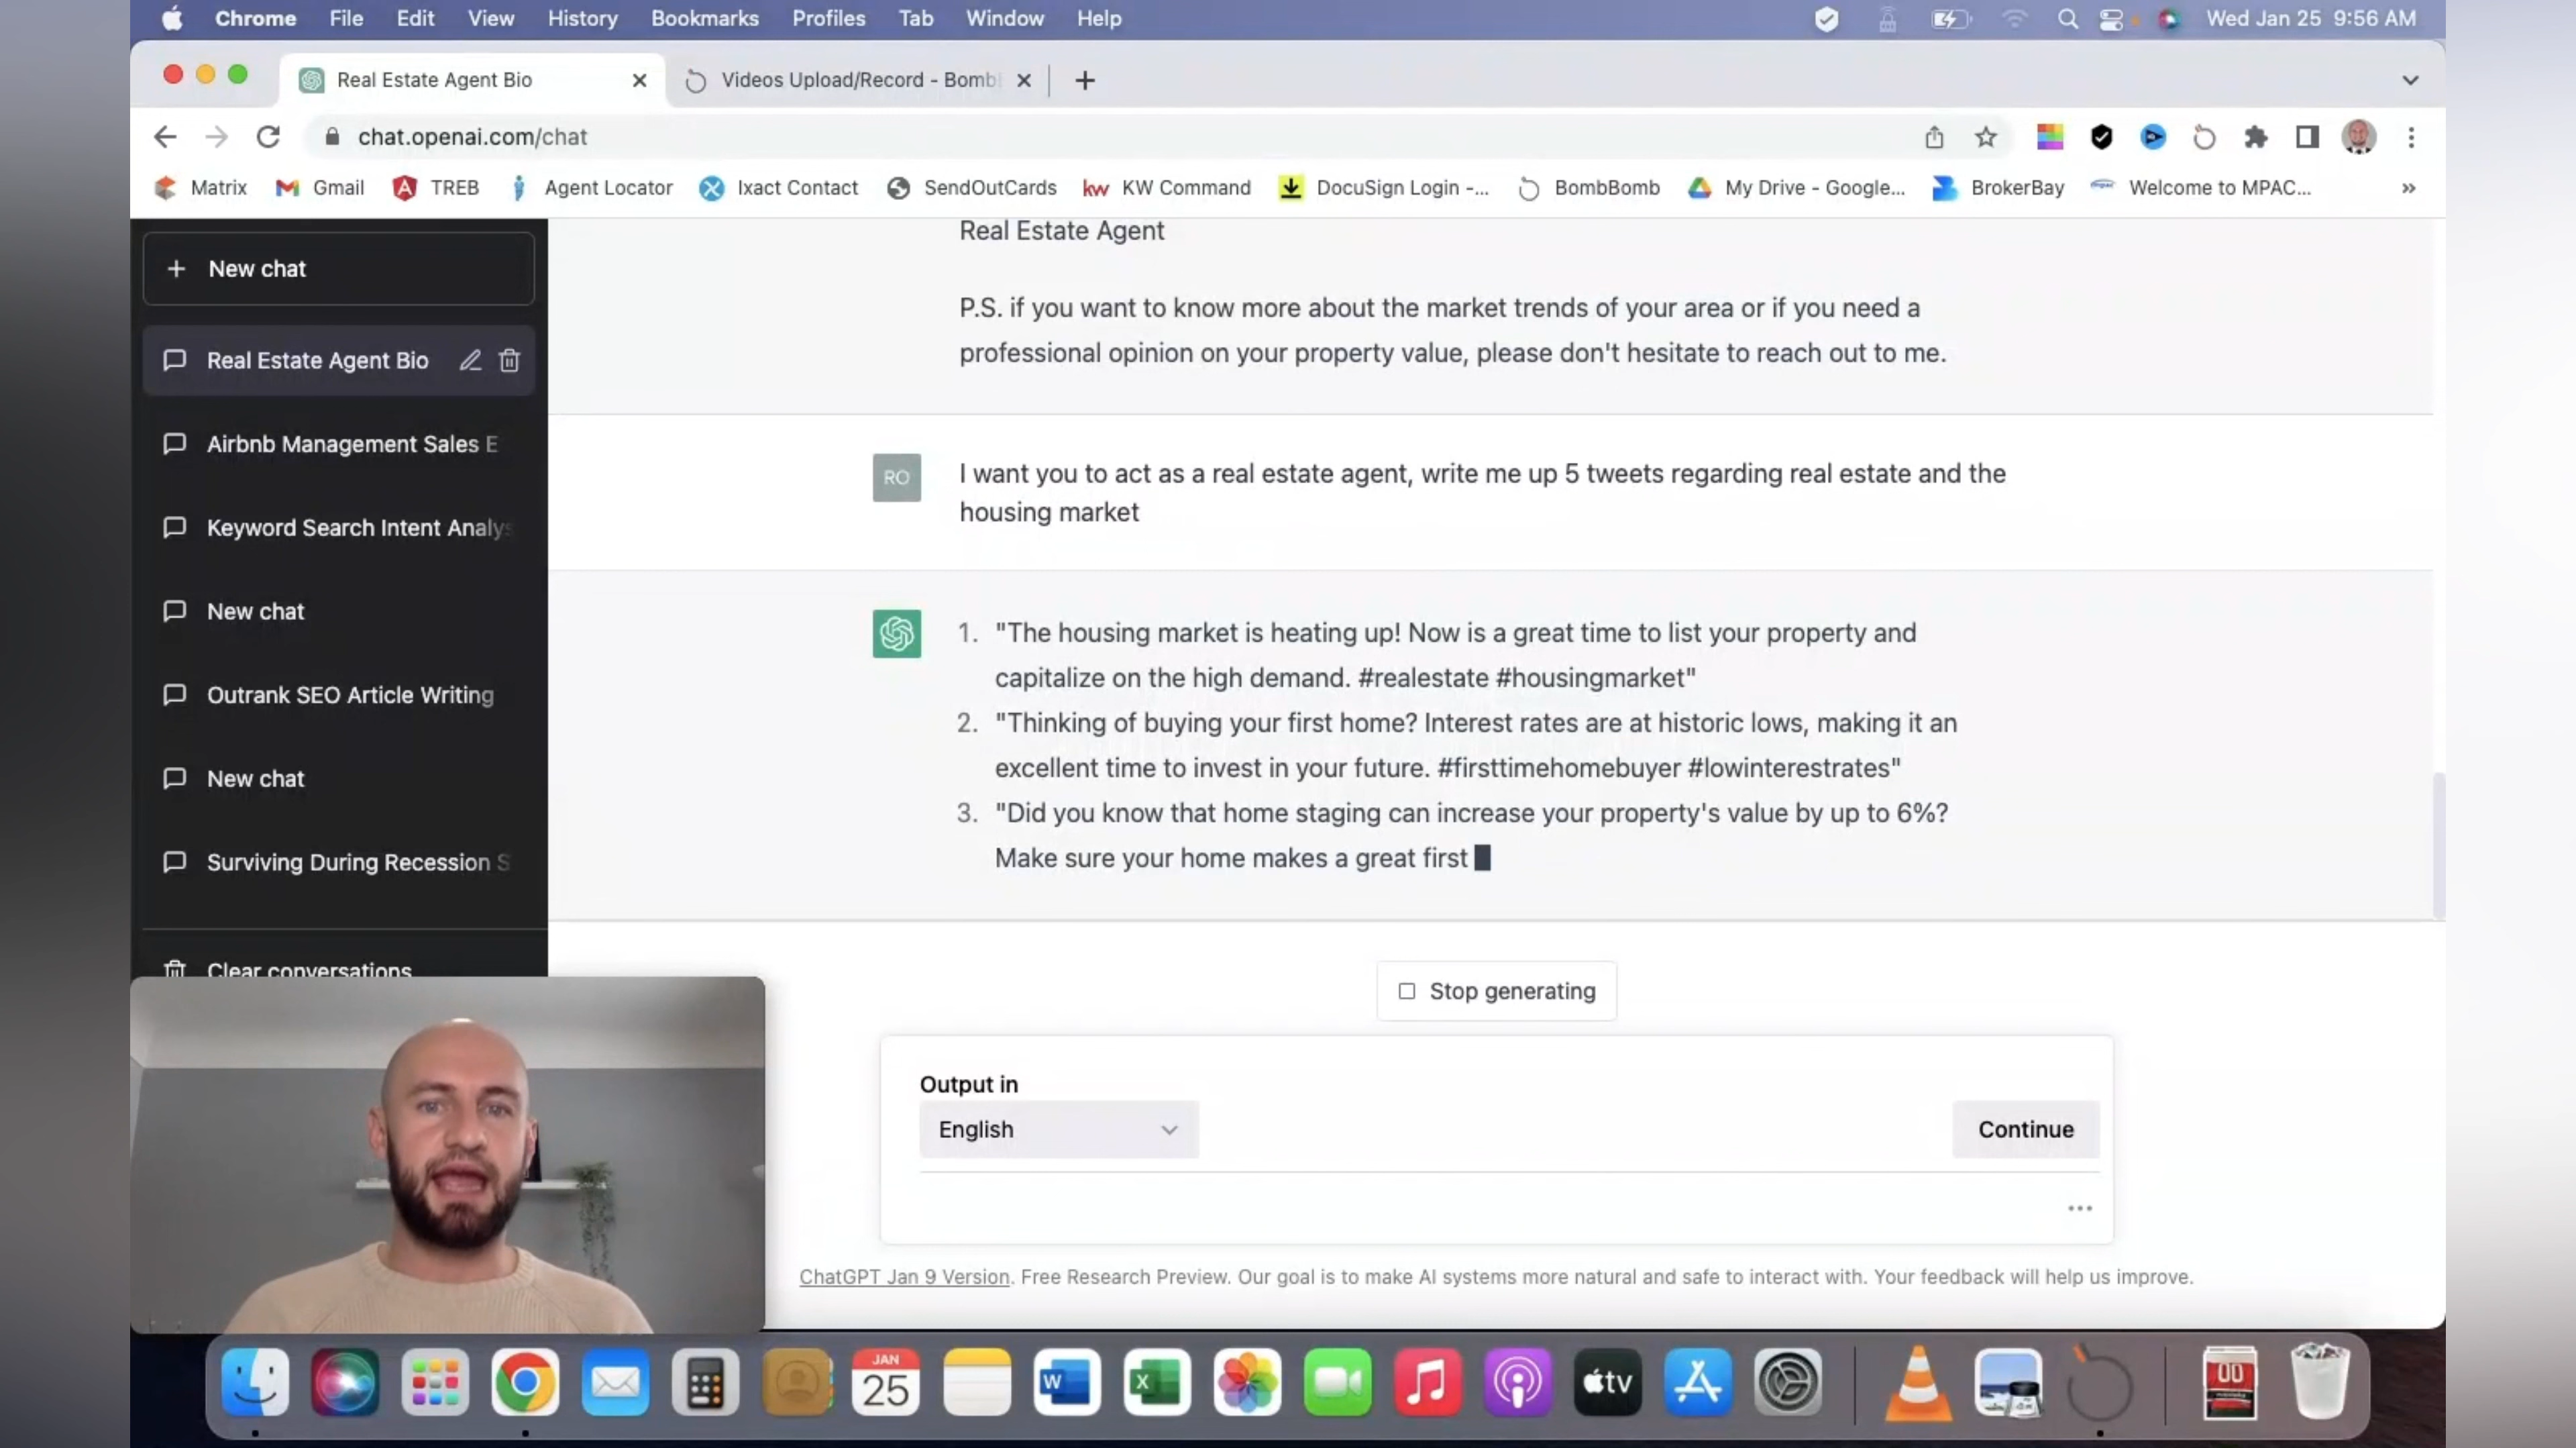 Chrome File Edit View History Bookmarks Profiles Tab Window Help Wed Jan 25 9:56 AM
Real Estate Agent Bio Videos Upload/Record - Bomb
chat.openai.com/chat
Matrix Gmail TREB Agent Locator Ixact Contact SendOutCards kw KW Command DocuSign Login -... BombBomb My Drive - Google... BrokerBay Welcome to MPAC... »
New chat
Real Estate Agent Bio
Airbnb Management Sales E
Keyword Search Intent Analys
New chat
Outrank SEO Article Writing
New chat
Surviving During Recession S
Clear conversations
Real Estate Agent
P.S. if you want to know more about the market trends of your area or if you need a
professional opinion on your property value, please don't hesitate to reach out to me.
RO
I want you to act as a real estate agent, write me up 5 tweets regarding real estate and the
housing market
1. "The housing market is heating up! Now is a great time to list your property and
capitalize on the high demand. #realestate #housingmarket"
2. "Thinking of buying your first home? Interest rates are at historic lows, making it an
excellent time to invest in your future. #firsttimehomebuyer #lowinterestrates"
3. "Did you know that home staging can increase your property's value by up to 6%?
Make sure your home makes a great first
Stop generating
Output in
English
Continue
ChatGPT Jan 9 Version. Free Research Preview. Our goal is to make AI systems more natural and safe to interact with. Your feedback will help us improve.
JAN
25
W
X
tv